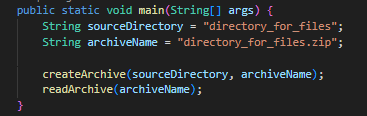 public static void main(String[] args) {
    String sourceDirectory = "directory_for_files";
    String archiveName = "directory_for_files.zip";

    createArchive(sourceDirectory, archiveName);
    readArchive(archiveName);
}